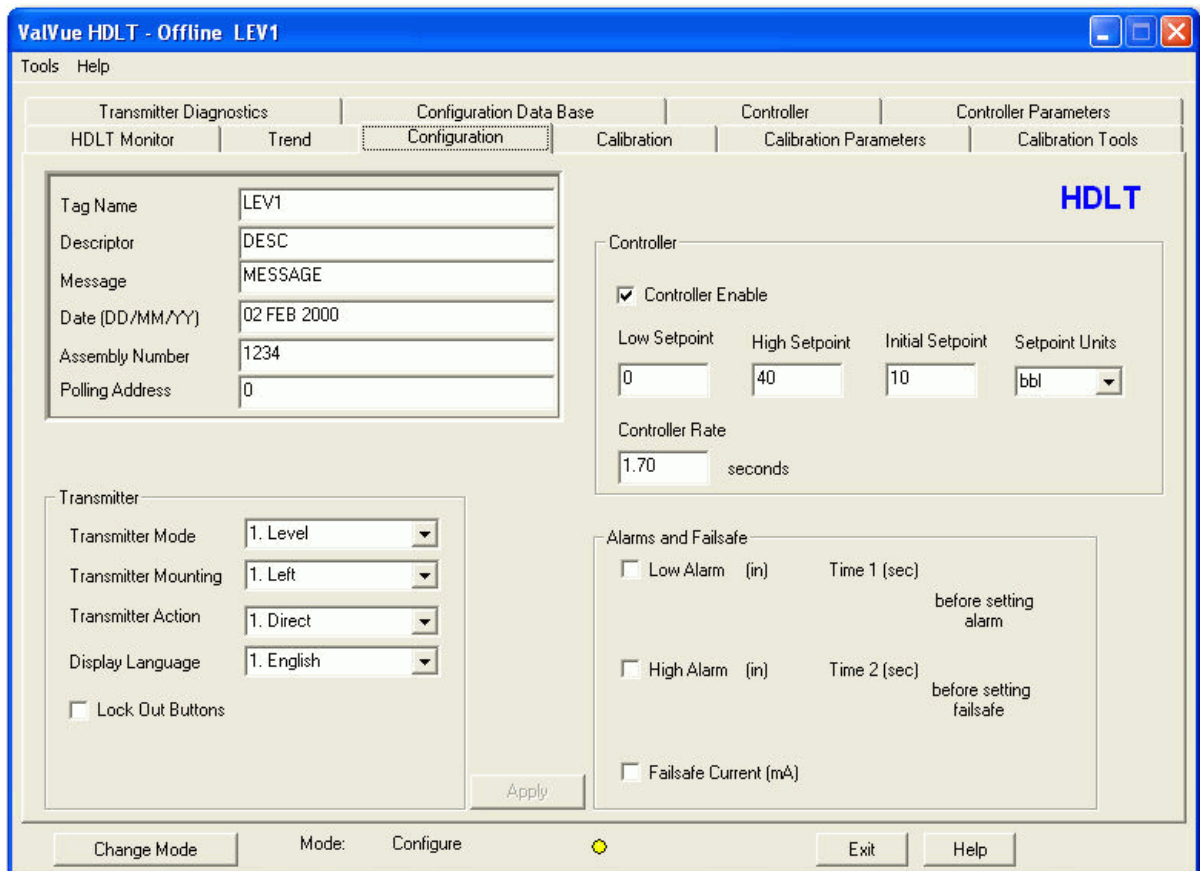 ValVue HDLT - Offline LEV1
Tools Help
Transmitter Diagnostics Configuration Data Base Controller Controller Parameters
HDLT Monitor Trend Configuration Calibration Calibration Parameters Calibration Tools
HDLT
Tag Name LEV1
Descriptor DESC
Message MESSAGE
Date (DD/MM/YY) 02 FEB 2000
Assembly Number 1234
Polling Address 0
Controller
Controller Enable
Low Setpoint High Setpoint Initial Setpoint Setpoint Units
0 40 10 bbl
Controller Rate
1.70 seconds
Transmitter
Transmitter Mode 1. Level
Transmitter Mounting 1. Left
Transmitter Action 1. Direct
Display Language 1. English
Lock Out Buttons
Alarms and Failsafe
Low Alarm (in) Time 1 (sec)
before setting
alarm
High Alarm (in) Time 2 (sec)
before setting
failsafe
Failsafe Current (mA)
Apply
Change Mode Mode: Configure Exit Help